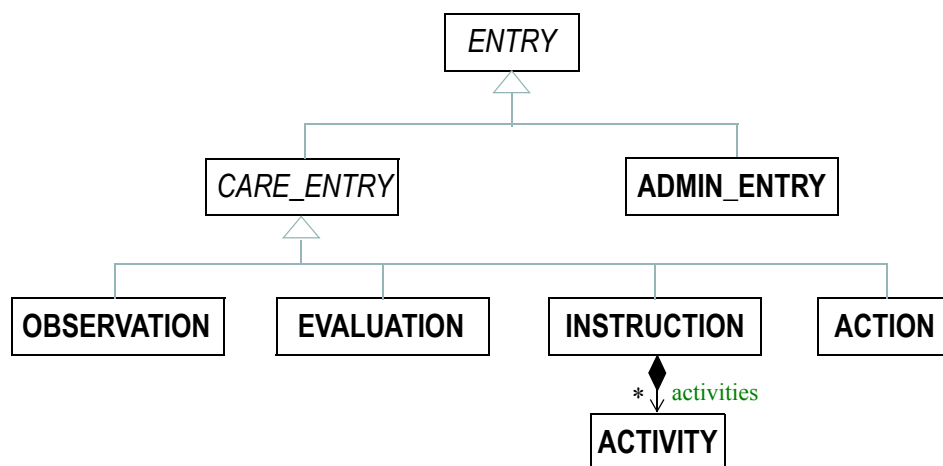 ENTRY
CARE_ENTRY
ADMIN_ENTRY
OBSERVATION
EVALUATION
INSTRUCTION
ACTION
* activities
ACTIVITY